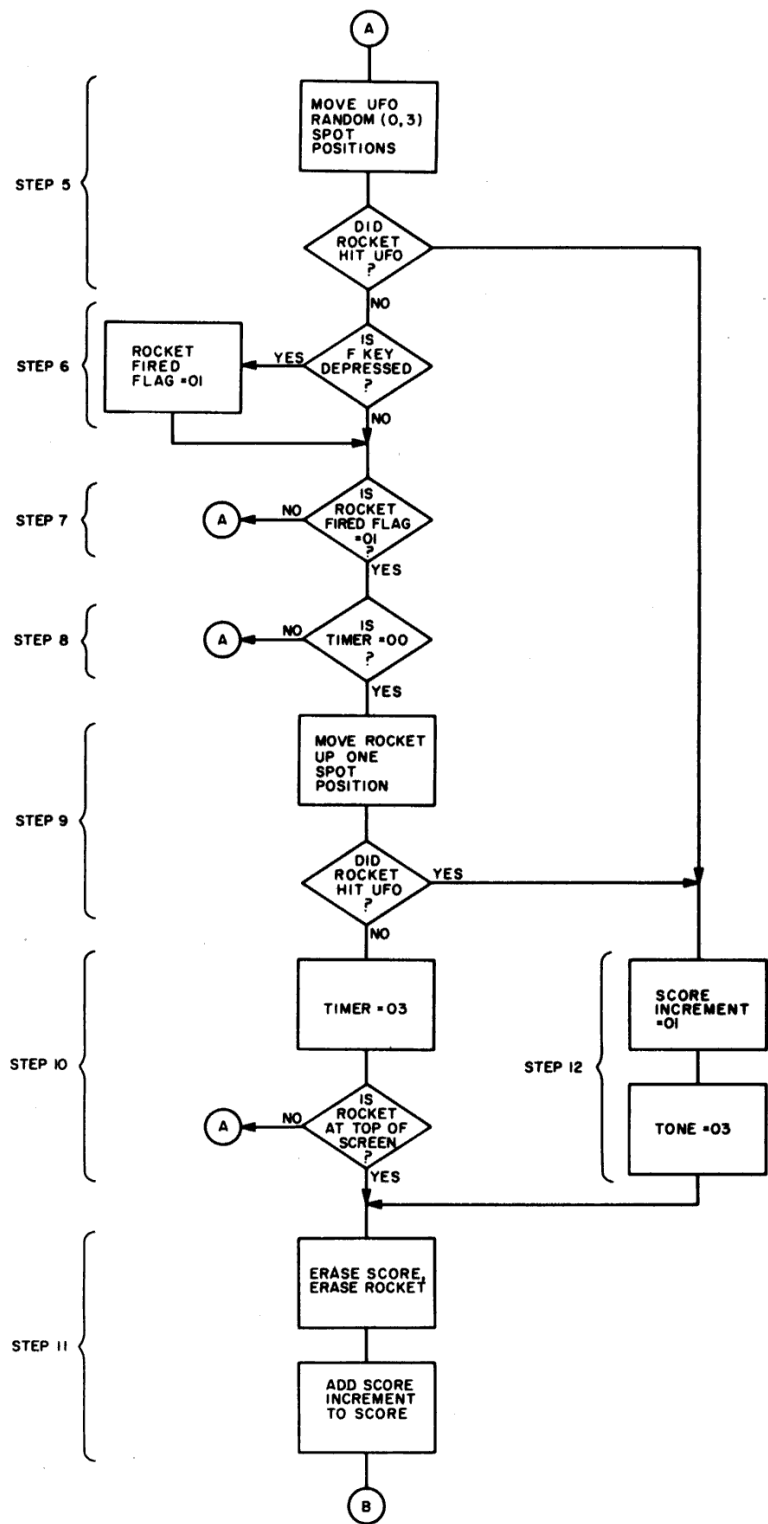 A
MOVE UFO
RANDOM (0,3)
SPOT
POSITIONS
STEP 5
DID
ROCKET
HIT UFO
?
NO
IS
F KEY
DEPRESSED
?
YES
ROCKET
FIRED
FLAG =01
STEP 6
NO
IS
ROCKET
FIRED FLAG
=01
?
NO
A
STEP 7
YES
IS
TIMER =00
?
NO
A
STEP 8
YES
MOVE ROCKET
UP ONE
SPOT
POSITION
STEP 9
DID
ROCKET
HIT UFO
?
YES
NO
TIMER =03
SCORE
INCREMENT
=01
STEP 10
STEP 12
IS
ROCKET
AT TOP OF
SCREEN
?
NO
A
TONE =03
YES
ERASE SCORE,
ERASE ROCKET
STEP 11
ADD SCORE
INCREMENT
TO SCORE
B